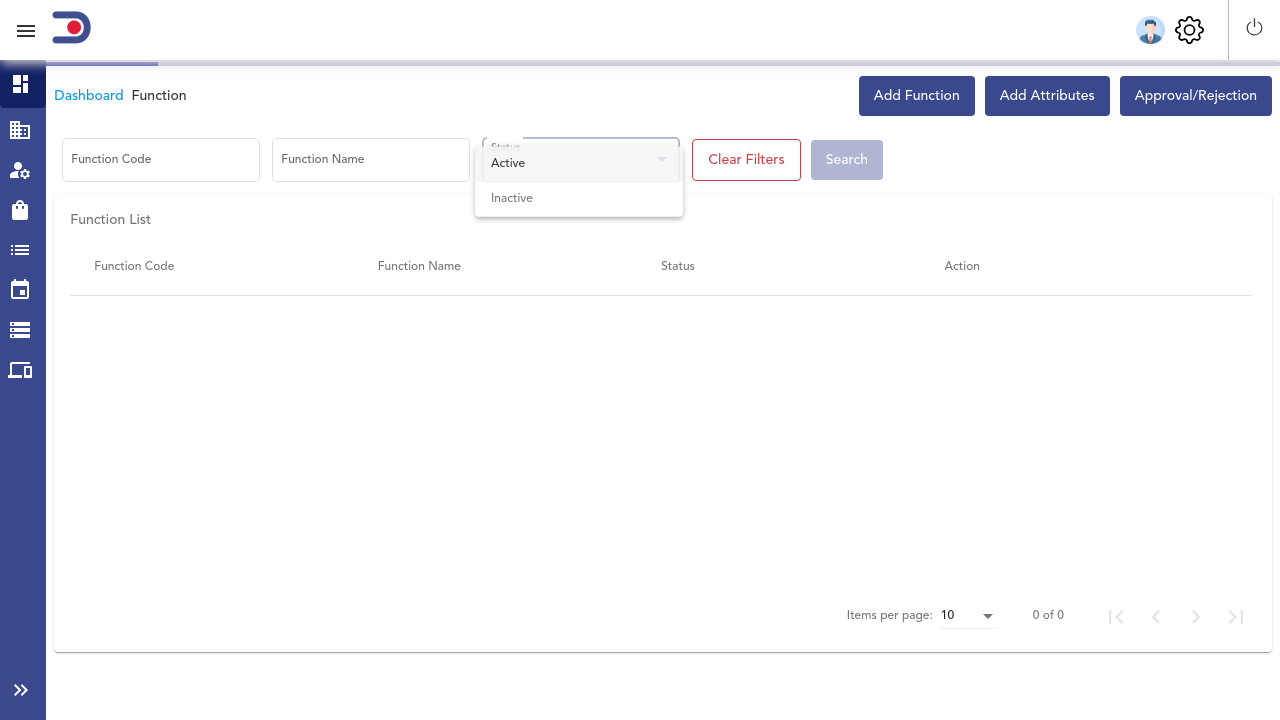 Dashboard Function
Add Function
Add Attributes
Approval/Rejection
Function Code
Function Name
Status
Active
Inactive
Clear Filters
Search
Function List
Function Code
Function Name
Status
Action
Items per page: 10
0 of 0